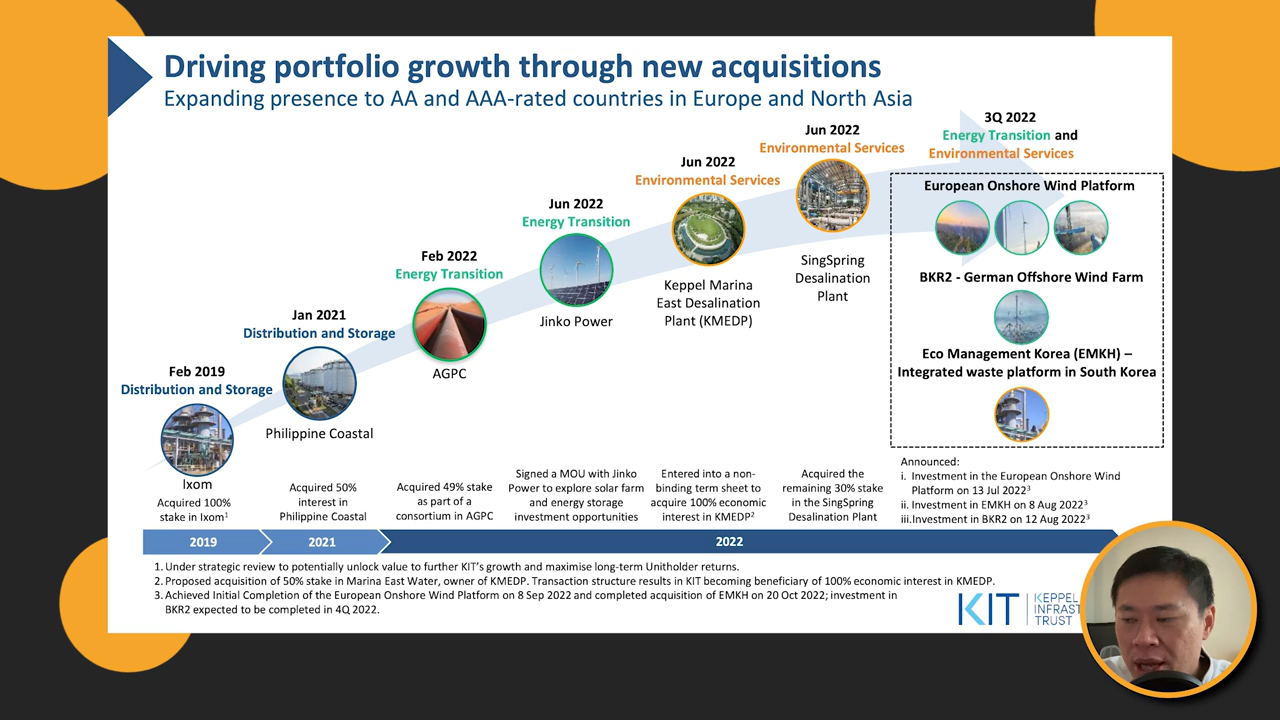 Driving portfolio growth through new acquisitions
Expanding presence to AA and AAA-rated countries in Europe and North Asia
Feb 2019
Distribution and Storage
Ixom
Acquired 100%
stake in Ixom1
Jan 2021
Distribution and Storage
Philippine Coastal
Acquired 50%
interest in
Philippine Coastal
Feb 2022
Energy Transition
AGPC
Acquired 49% stake
as part of a
consortium in AGPC
Jun 2022
Energy Transition
Jinko Power
Signed a MOU with Jinko
Power to explore solar farm
and energy storage
investment opportunities
Jun 2022
Environmental Services
Keppel Marina
East Desalination
Plant (KMEDP)
Entered into a non-
binding term sheet to
acquire 100% economic
interest in KMEDP2
Jun 2022
Environmental Services
SingSpring
Desalination
Plant
Acquired the
remaining 30% stake
in the SingSpring
Desalination Plant
3Q 2022
Energy Transition and
Environmental Services
European Onshore Wind Platform
BKR2 - German Offshore Wind Farm
Eco Management Korea (EMKH) –
Integrated waste platform in South Korea
Announced:
i. Investment in the European Onshore Wind
Platform on 13 Jul 20223
ii. Investment in EMKH on 8 Aug 20223
iii.Investment in BKR2 on 12 Aug 20223
2019
2021
2022
1. Under strategic review to potentially unlock value to further KIT's growth and maximise long-term Unitholder returns.
2. Proposed acquisition of 50% stake in Marina East Water, owner of KMEDP. Transaction structure results in KIT becoming beneficiary of 100% economic interest in KMEDP.
3. Achieved Initial Completion of the European Onshore Wind Platform on 8 Sep 2022 and completed acquisition of EMKH on 20 Oct 2022; investment in
BKR2 expected to be completed in 4Q 2022.
KIT
KEPPEL
TRUST